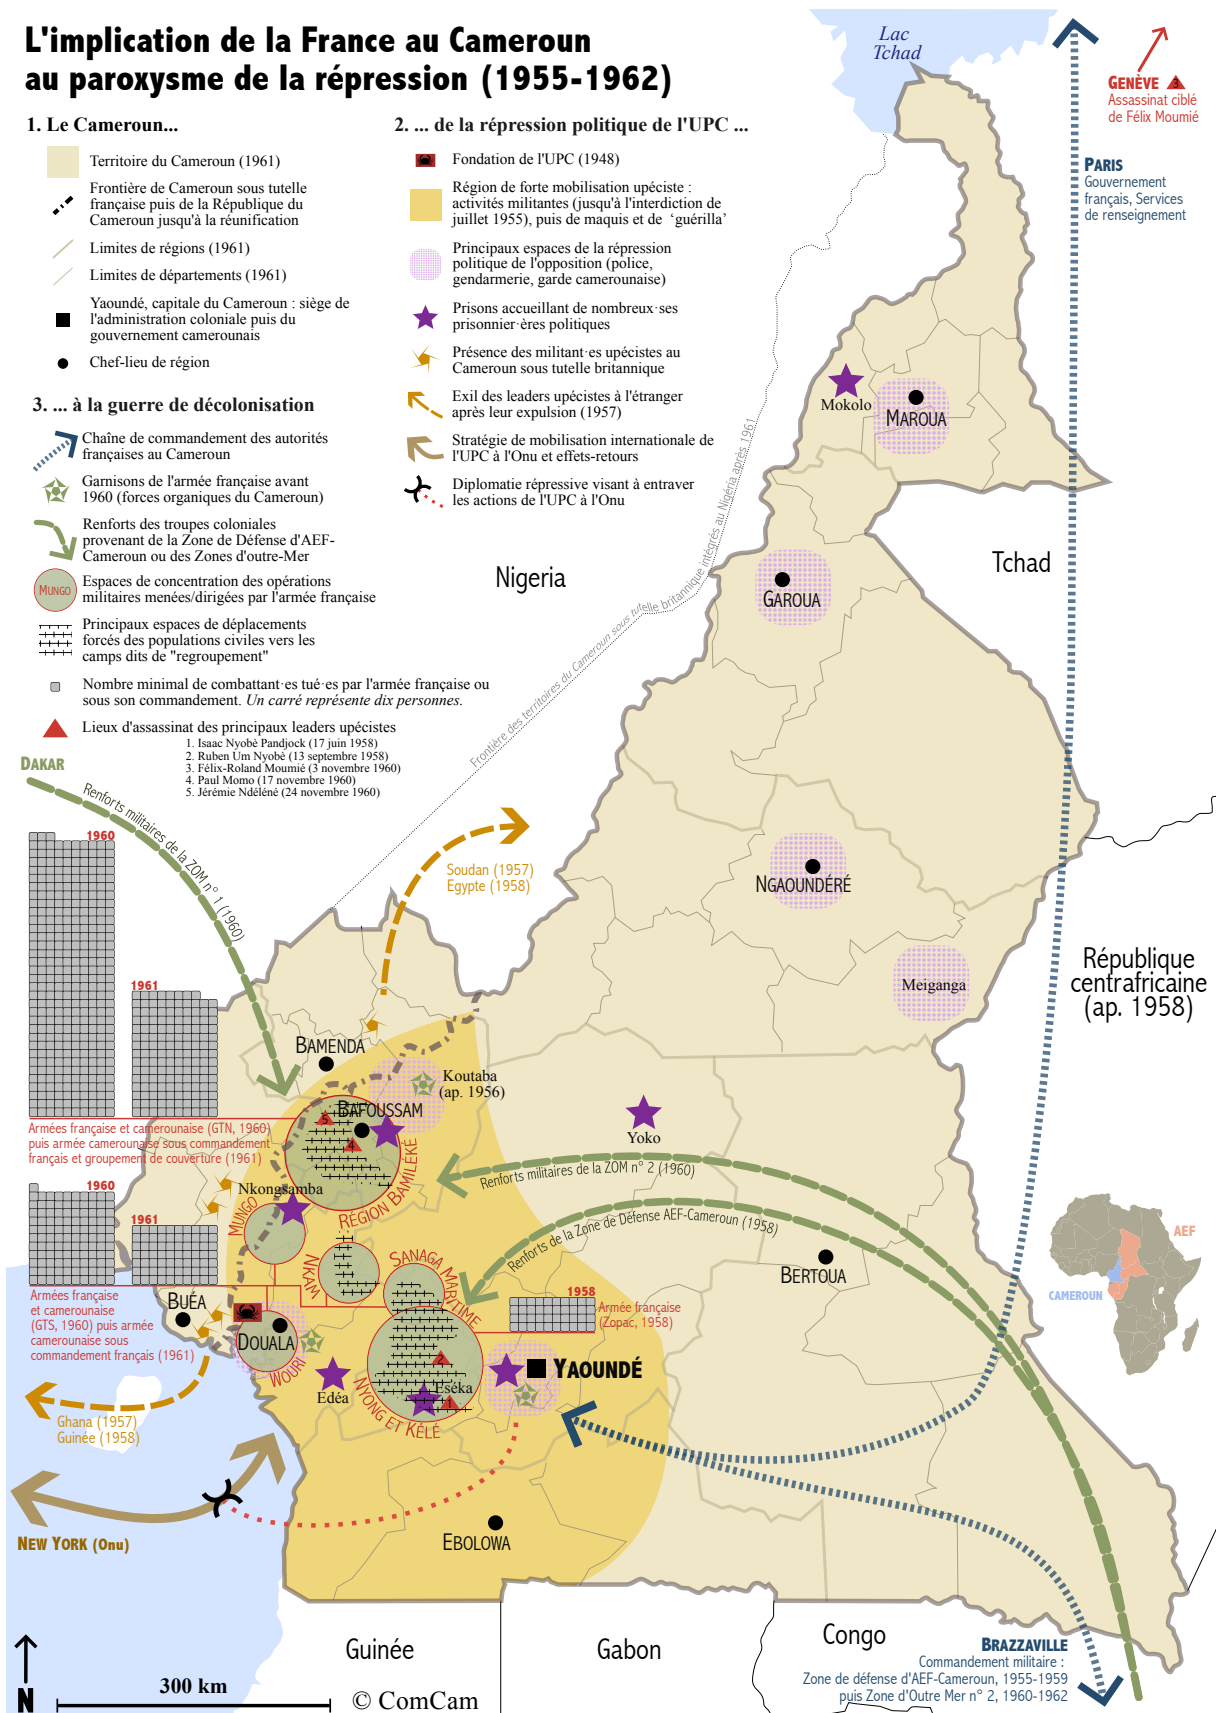 L'implication de la France au Cameroun
au paroxysme de la répression (1955-1962)
1. Le Cameroun...
Territoire du Cameroun (1961)
Frontière de Cameroun sous tutelle
française puis de la République du
Cameroun jusqu'à la réunification
Limites de régions (1961)
Limites de départements (1961)
Yaoundé, capitale du Cameroun : siège de
l'administration coloniale puis du
gouvernement camerounais
Chef-lieu de région
2. ... de la répression politique de l'UPC ...
Fondation de l'UPC (1948)
Région de forte mobilisation upéciste :
activités militantes (jusqu'à l'interdiction de
juillet 1955), puis de maquis et de ‘guérilla’
Principaux espaces de la répression
politique de l'opposition (police,
gendarmerie, garde camerounaise)
Prisons accueillant de nombreux·ses
prisonnier·ères politiques
Présence des militant·es upécistes au
Cameroun sous tutelle britannique
Exil des leaders upécistes à l'étranger
après leur expulsion (1957)
Stratégie de mobilisation internationale de
l'UPC à l'Onu et effets-retours
Diplomatie répressive visant à entraver
les actions de l'UPC à l'Onu
3. ... à la guerre de décolonisation
Chaîne de commandement des autorités
françaises au Cameroun
Garnisons de l'armée française avant
1960 (forces organiques du Cameroun)
Renforts des troupes coloniales
provenant de la Zone de Défense d'AEF-
Cameroun ou des Zones d'outre-Mer
MUNGO
Espaces de concentration des opérations
militaires menées/dirigées par l'armée française
Principaux espaces de déplacements
forcés des populations civiles vers les
camps dits de "regroupement"
Nombre minimal de combattant·es tué·es par l'armée française ou
sous son commandement. Un carré représente dix personnes.
Lieux d'assassinat des principaux leaders upécistes
1. Isaac Nyobè Pandjock (17 juin 1958)
2. Ruben Um Nyobè (13 septembre 1958)
3. Félix-Roland Moumié (3 novembre 1960)
4. Paul Momo (17 novembre 1960)
5. Jérémie Ndéléné (24 novembre 1960)
Lac
Tchad
GENÈVE 3
Assassinat ciblé
de Félix Moumié
PARIS
Gouvernement
français, Services
de renseignement
Mokolo
MAROUA
Nigeria
Tchad
GAROUA
Frontière des territoires du Cameroun sous tutelle britannique intégrés au Nigéria après 1961
DAKAR
Renforts militaires de la ZOM n° 1 (1960)
1960
1961
Soudan (1957)
Egypte (1958)
NGAOUNDÉRÉ
Meiganga
République
centrafricaine
(ap. 1958)
BAMENDA
Koutaba
(ap. 1956)
BAFOUSSAM
5
4
RÉGION BAMILÉKÉ
Yoko
Armées française et camerounaise (GTN, 1960)
puis armée camerounaise sous commandement
français et groupement de couverture (1961)
Renforts militaires de la ZOM n° 2 (1960)
Renforts de la Zone de Défense AEF-Cameroun (1958)
1960
1961
Nkongsamba
MUNGO
NKAM
SANAGA MARITIME
BERTOUA
AEF
CAMEROUN
Armées française
et camerounaise
(GTS, 1960) puis armée
camerounaise sous
commandement français (1961)
BUÉA
DOUALA
WOURI
1958
Armée française
(Zopac, 1958)
YAOUNDÉ
2
Eséka
1
NYONG ET KÉLÉ
Edéa
Ghana (1957)
Guinée (1958)
NEW YORK (Onu)
EBOLOWA
Guinée
Gabon
Congo
BRAZZAVILLE
Commandement militaire :
Zone de défense d'AEF-Cameroun, 1955-1959
puis Zone d'Outre Mer n° 2, 1960-1962
N
300 km
© ComCam